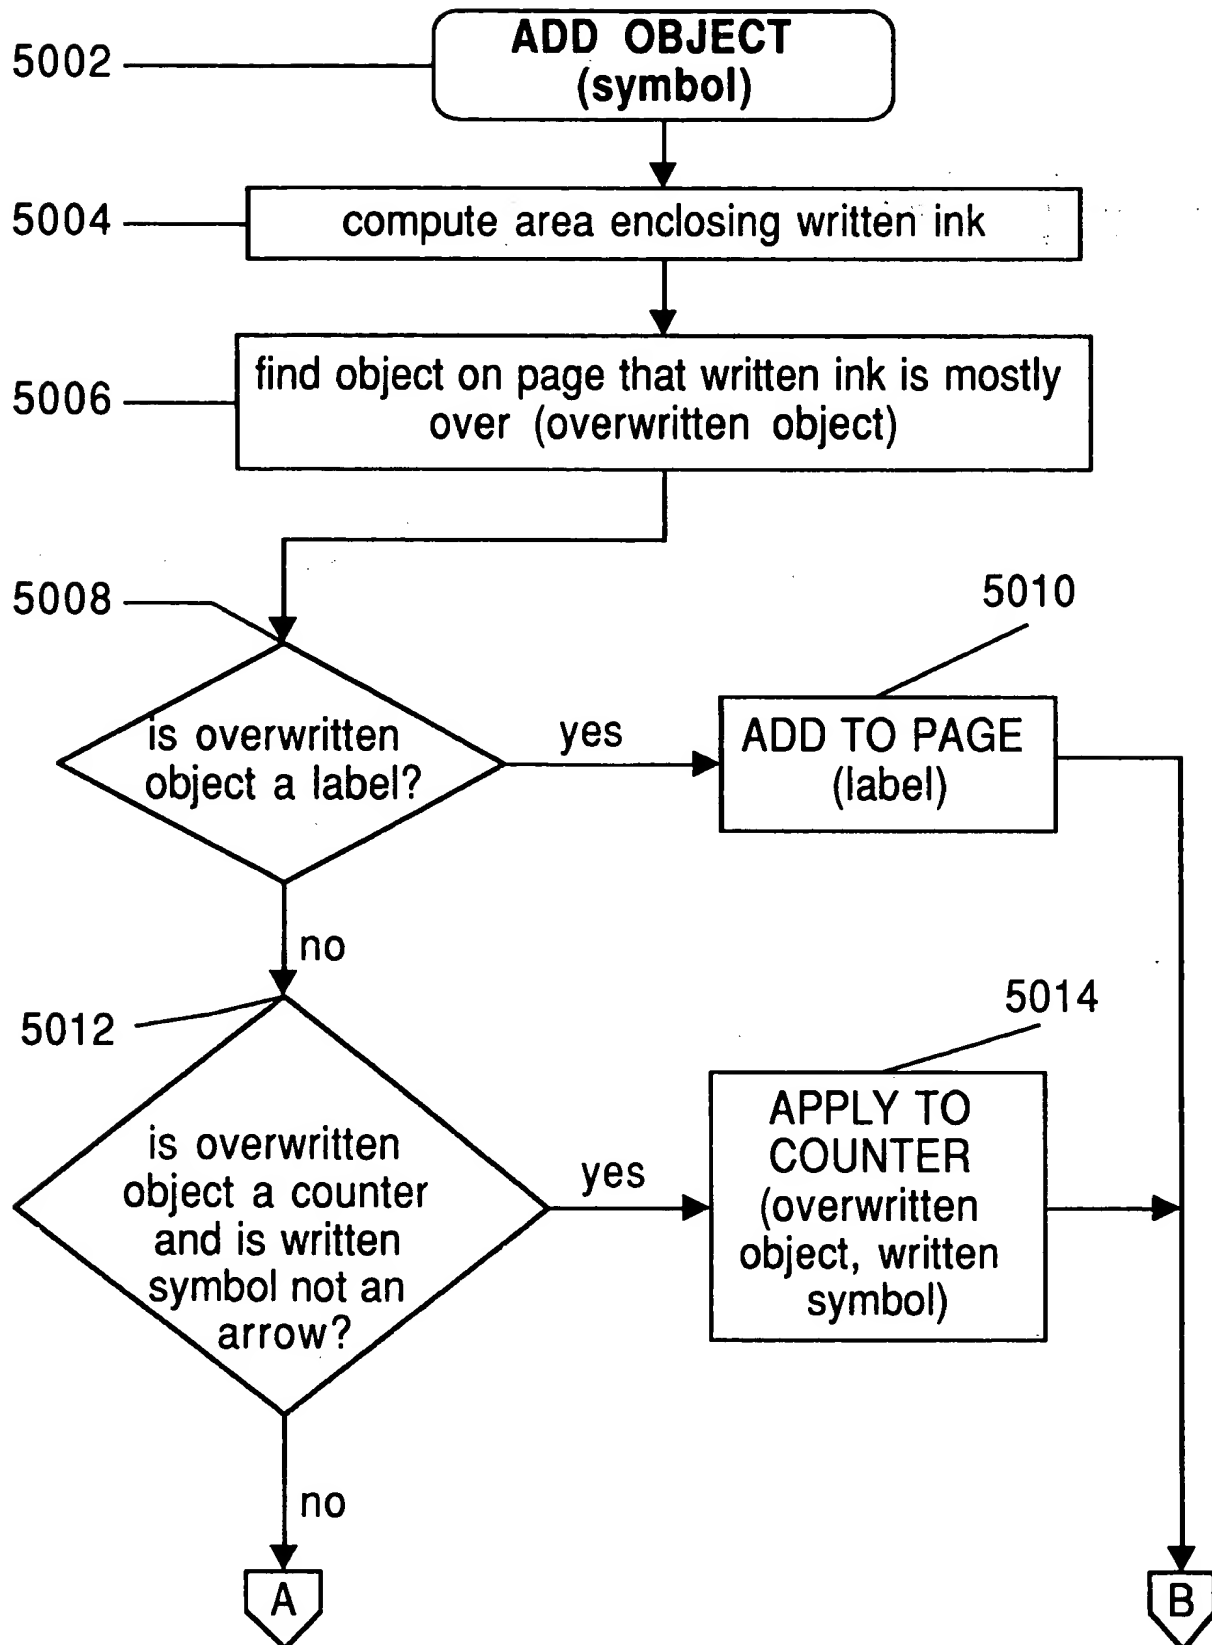 5002
ADD OBJECT
(symbol)
5004
compute area enclosing written ink
5006
find object on page that written ink is mostly
over (overwritten object)
5008
5010
is overwritten
object a label?
yes
ADD TO PAGE
(label)
no
5012
5014
is overwritten
object a counter
and is written
symbol not an
arrow?
yes
APPLY TO
COUNTER
(overwritten
object, written
symbol)
no
A
B